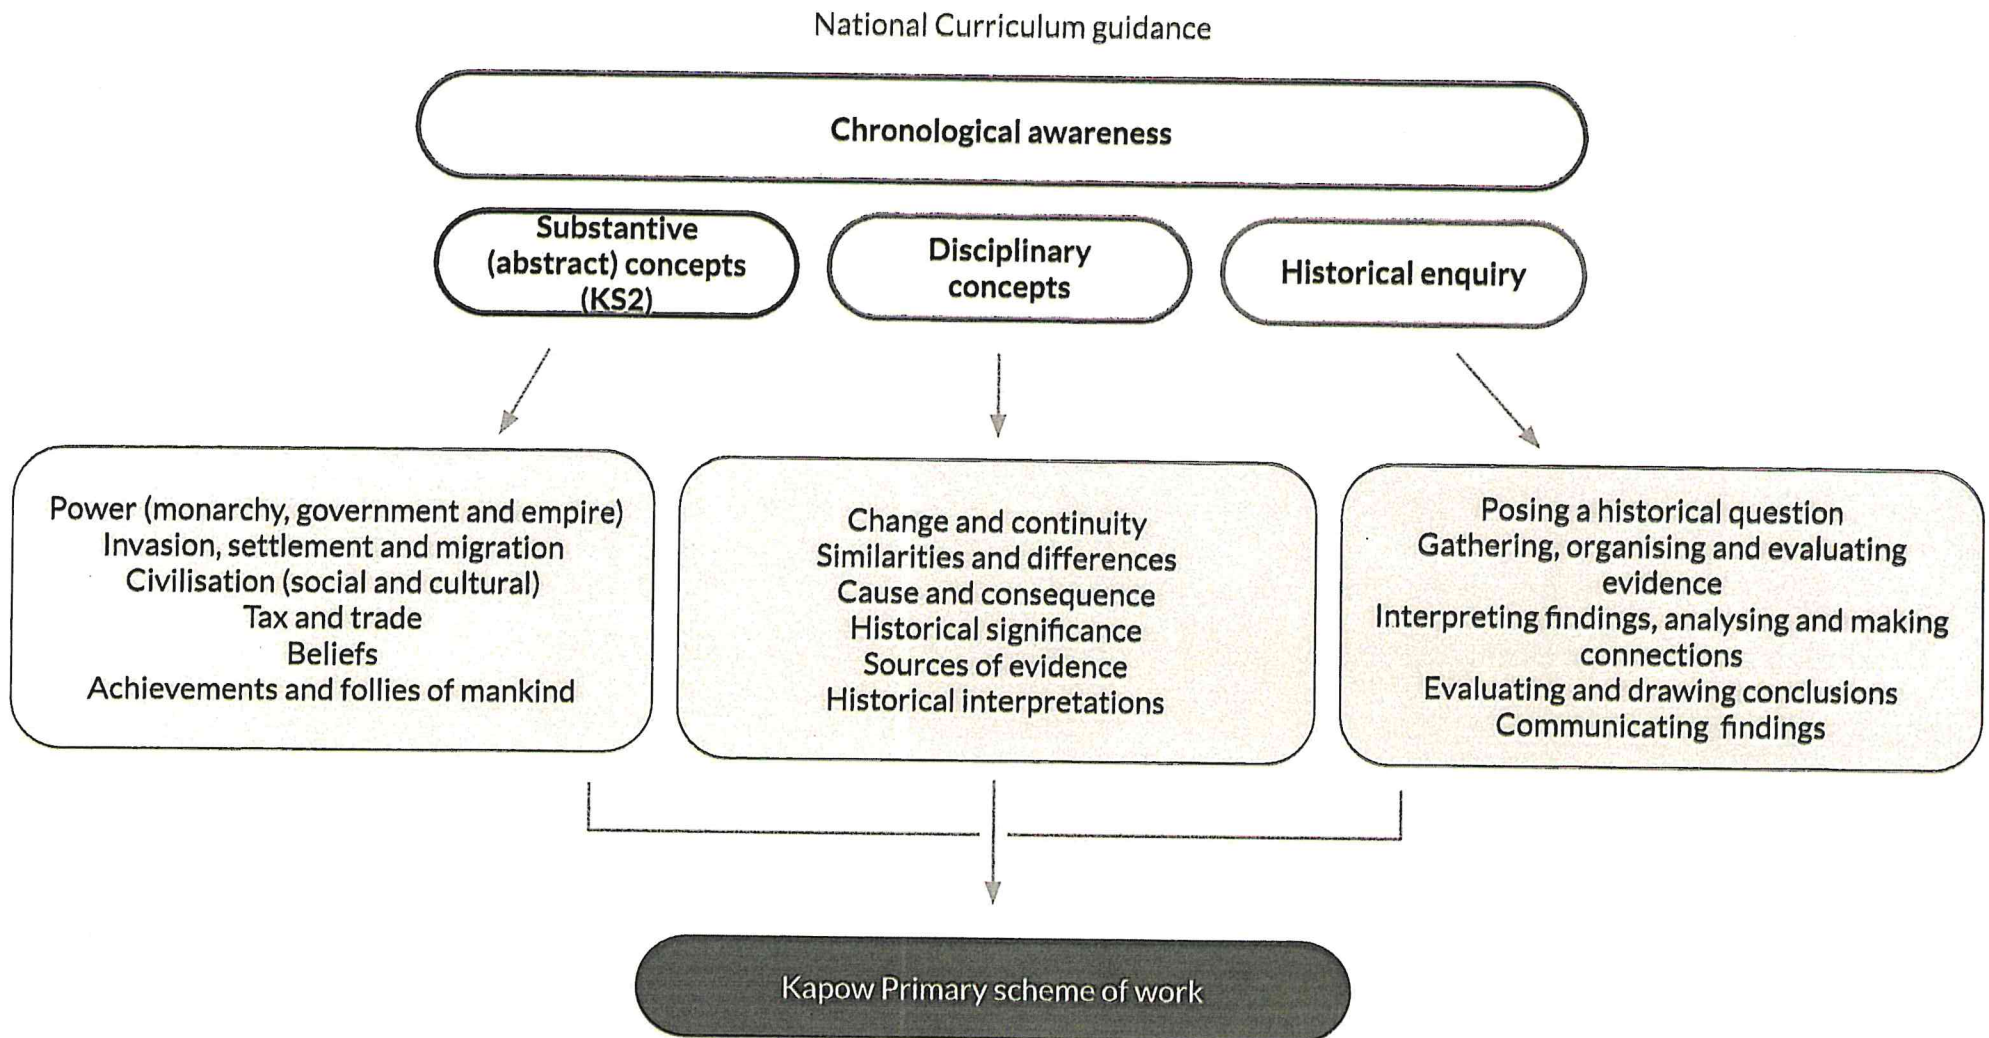 National Curriculum guidance
Chronological awareness
Substantive
(abstract) concepts
(KS2)
Disciplinary
concepts
Historical enquiry
Power (monarchy, government and empire)
Invasion, settlement and migration
Civilisation (social and cultural)
Tax and trade
Beliefs
Achievements and follies of mankind
Change and continuity
Similarities and differences
Cause and consequence
Historical significance
Sources of evidence
Historical interpretations
Posing a historical question
Gathering, organising and evaluating
evidence
Interpreting findings, analysing and making
connections
Evaluating and drawing conclusions
Communicating findings
Kapow Primary scheme of work